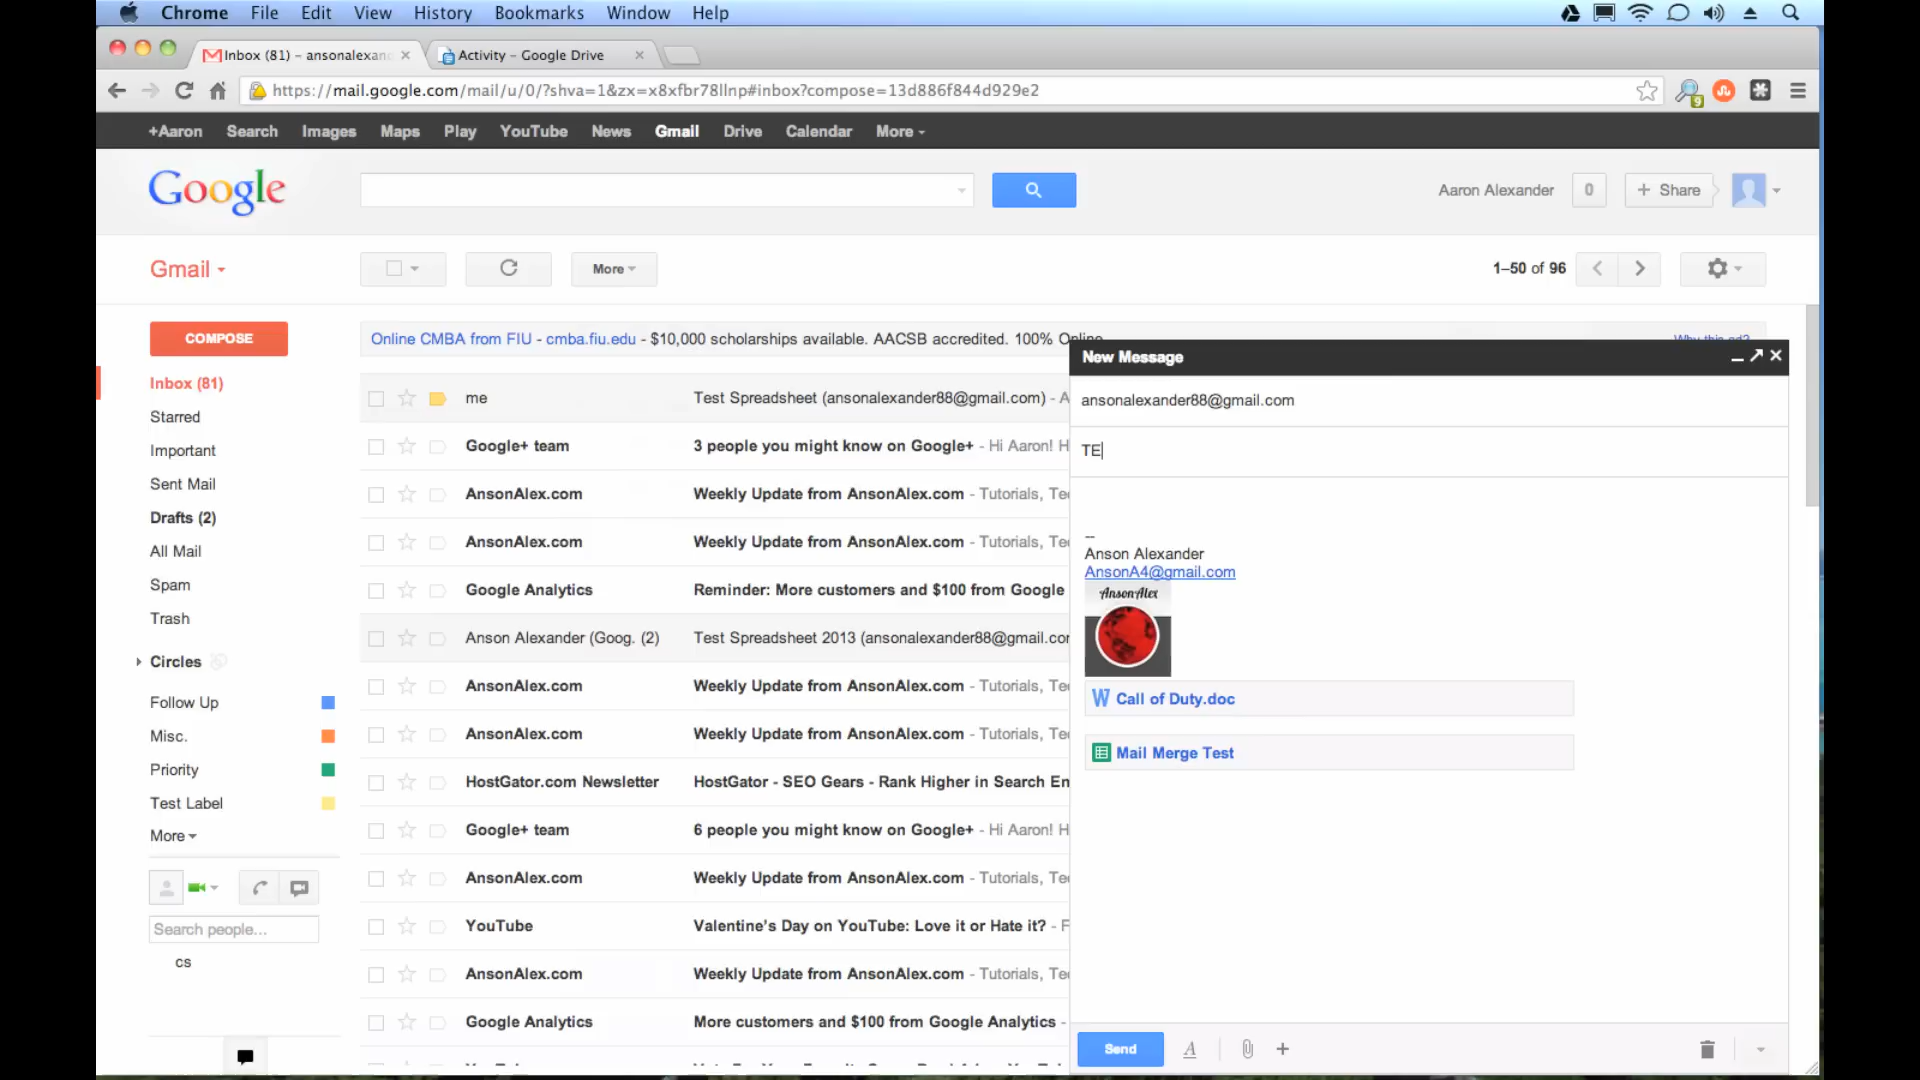 Chrome File Edit View History Bookmarks Window Help
Inbox (81) – ansonalexand
Activity – Google Drive
https://mail.google.com/mail/u/0/?shva=1&zx=x8xfbr78llnp#inbox?compose=13d886f844d929e2
9
+Aaron Search Images Maps Play YouTube News Gmail Drive Calendar More
Google
Aaron Alexander 0 + Share
Gmail
More
1–50 of 96
COMPOSE
Inbox (81)
Starred
Important
Sent Mail
Drafts (2)
All Mail
Spam
Trash
Circles
Follow Up
Misc.
Priority
Test Label
More
Search people...
cs
Online CMBA from FIU - cmba.fiu.edu - $10,000 scholarships available. AACSB accredited. 100% Online
Why this ad?
me Test Spreadsheet (ansonalexander88@gmail.com) - A
Google+ team 3 people you might know on Google+ - Hi Aaron! H
AnsonAlex.com Weekly Update from AnsonAlex.com - Tutorials, Te
AnsonAlex.com Weekly Update from AnsonAlex.com - Tutorials, Te
Google Analytics Reminder: More customers and $100 from Google
Anson Alexander (Goog. (2) Test Spreadsheet 2013 (ansonalexander88@gmail.cor
AnsonAlex.com Weekly Update from AnsonAlex.com - Tutorials, Te
AnsonAlex.com Weekly Update from AnsonAlex.com - Tutorials, Te
HostGator.com Newsletter HostGator - SEO Gears - Rank Higher in Search En
Google+ team 6 people you might know on Google+ - Hi Aaron! H
AnsonAlex.com Weekly Update from AnsonAlex.com - Tutorials, Te
YouTube Valentine's Day on YouTube: Love it or Hate it? - F
AnsonAlex.com Weekly Update from AnsonAlex.com - Tutorials, Te
Google Analytics More customers and $100 from Google Analytics -
New Message
ansonalexander88@gmail.com
TE
--
Anson Alexander
AnsonA4@gmail.com
AnsonAlex
Call of Duty.doc
Mail Merge Test
Send